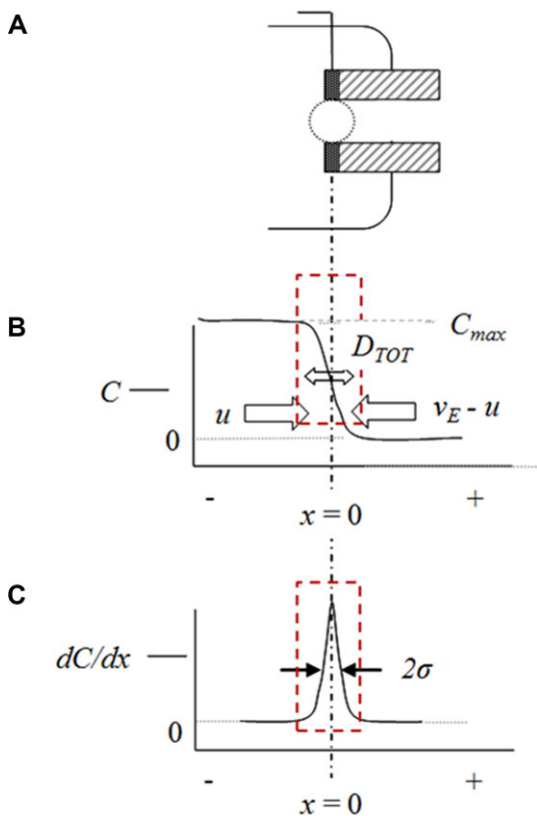 A
B
C_max
D_TOT
C
u
v_E - u
0
-
+
x = 0
C
dC/dx
2σ
0
-
+
x = 0